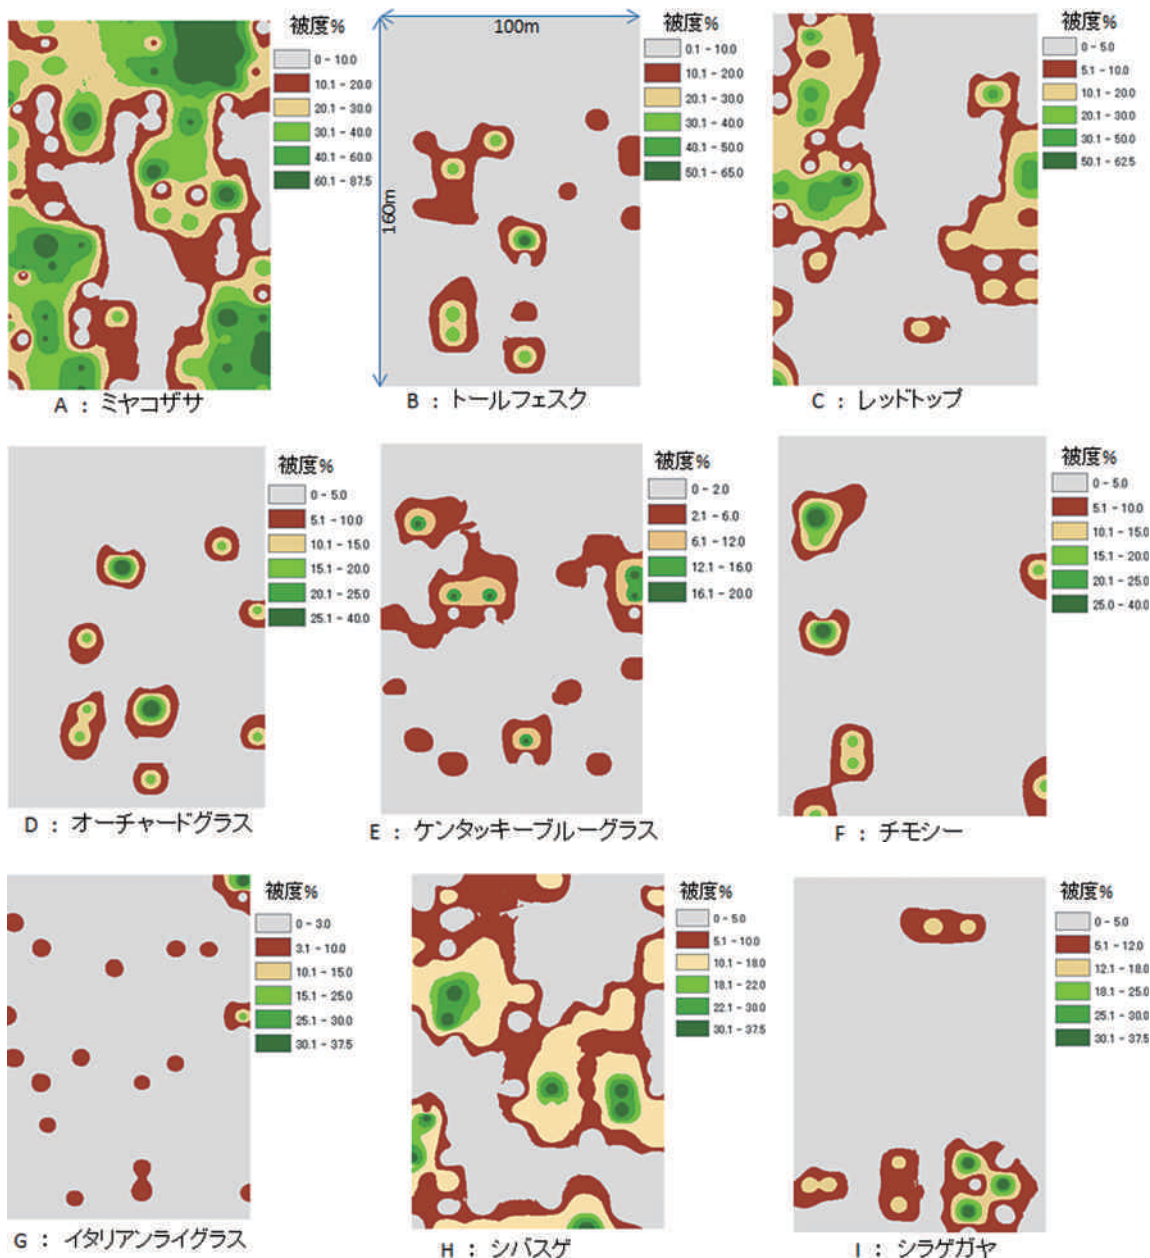 被度%
0 – 10.0
10.1 – 20.0
20.1 – 30.0
30.1 – 40.0
40.1 – 60.0
60.1 – 87.5
A : ミヤコザサ
100m
160m
被度%
0.1 – 10.0
10.1 – 20.0
20.1 – 30.0
30.1 – 40.0
40.1 – 50.0
50.1 – 65.0
B : トールフェスク
被度%
0 – 5.0
5.1 – 10.0
10.1 – 20.0
20.1 – 30.0
30.1 – 50.0
50.1 – 62.5
C : レッドトップ
被度%
0 – 5.0
5.1 – 10.0
10.1 – 15.0
15.1 – 20.0
20.1 – 25.0
25.1 – 40.0
D : オーチャードグラス
被度%
0 – 2.0
2.1 – 6.0
6.1 – 12.0
12.1 – 16.0
16.1 – 20.0
E : ケンタッキーブルーグラス
被度%
0 – 5.0
5.1 – 10.0
10.1 – 15.0
15.1 – 20.0
20.1 – 25.0
25.0 – 40.0
F : チモシー
被度%
0 – 3.0
3.1 – 10.0
10.1 – 15.0
15.1 – 25.0
25.1 – 30.0
30.1 – 37.5
G : イタリアンライグラス
被度%
0 – 5.0
5.1 – 10.0
10.1 – 18.0
18.1 – 22.0
22.1 – 30.0
30.1 – 37.5
H : シバスゲ
被度%
0 – 5.0
5.1 – 12.0
12.1 – 18.0
18.1 – 25.0
25.1 – 30.0
30.1 – 37.5
I : シラゲガヤ